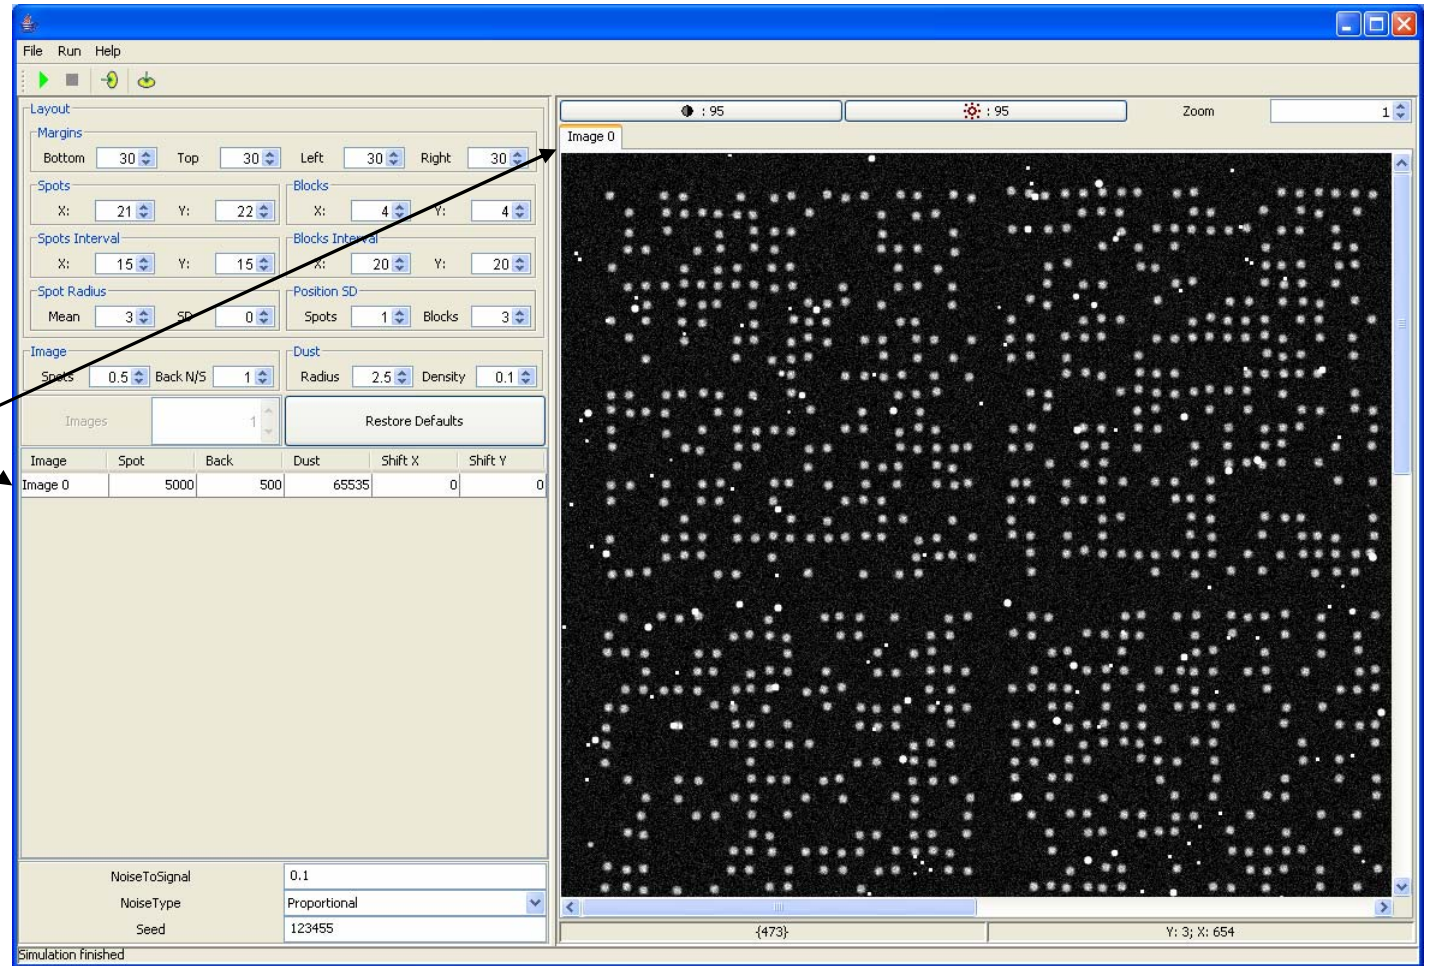 File Run Help
Layout
Margins
Bottom 30 Top 30 Left 30 Right 30
Spots Blocks
X: 21 Y: 22 X: 4 Y: 4
Spots Interval Blocks Interval
X: 15 Y: 15 X: 20 Y: 20
Spot Radius Position SD
Mean 3 SD 0 Spots 1 Blocks 3
Image Dust
Spots 0.5 Back N/S 1 Radius 2.5 Density 0.1
Images 1 Restore Defaults
Image Spot Back Dust Shift X Shift Y
Image 0 5000 500 65535 0 0
NoiseToSignal 0.1
NoiseType Proportional
Seed 123455
Simulation finished
: 95 : 95 Zoom 1
Image 0
{473} Y: 3; X: 654